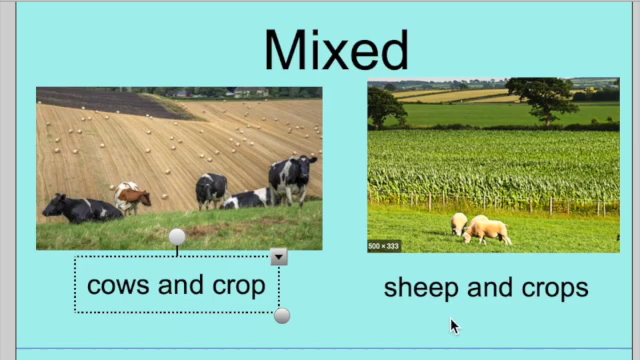 Mixed
500 × 333
cows and crop
sheep and crops